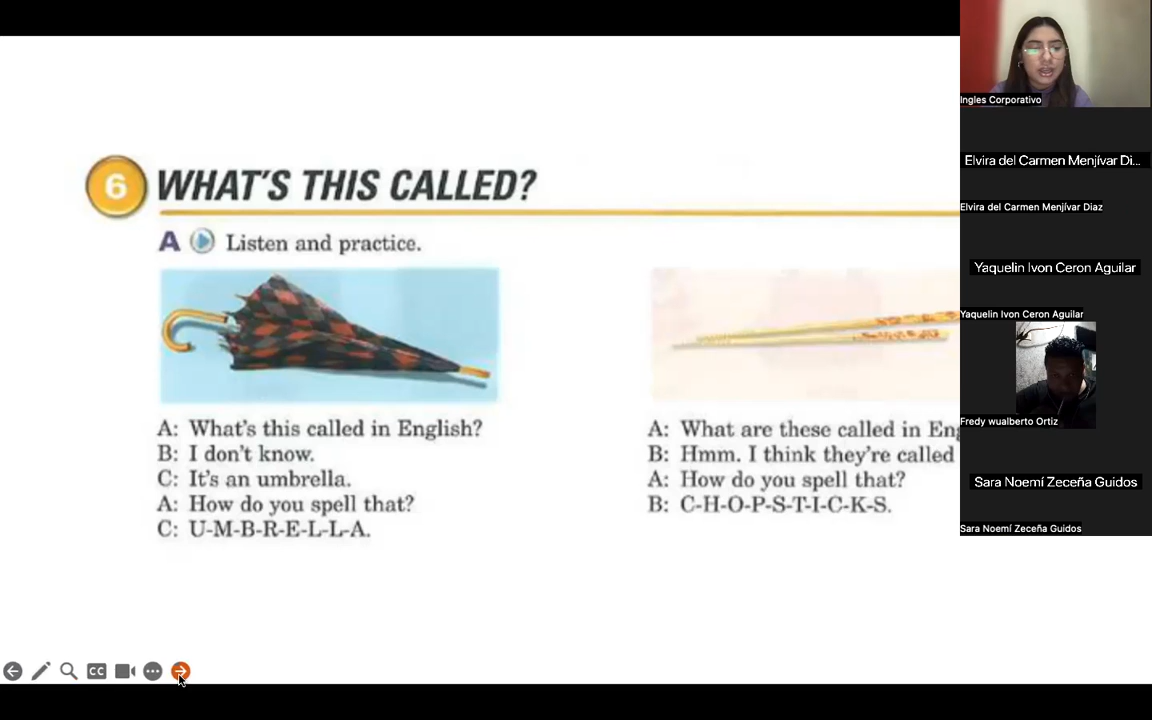 6 WHAT'S THIS CALLED?
A Listen and practice.
A: What's this called in English?
B: I don't know.
C: It's an umbrella.
A: How do you spell that?
C: U-M-B-R-E-L-L-A.
A: What are these called in Eng
B: Hmm. I think they're called
A: How do you spell that?
B: C-H-O-P-S-T-I-C-K-S.
CC
Ingles Corporativo
Elvira del Carmen Menjívar Di...
Elvira del Carmen Menjívar Diaz
Yaquelin Ivon Ceron Aguilar
Yaquelin Ivon Ceron Aguilar
Fredy wualberto Ortiz
Sara Noemí Zeceña Guidos
Sara Noemí Zeceña Guidos